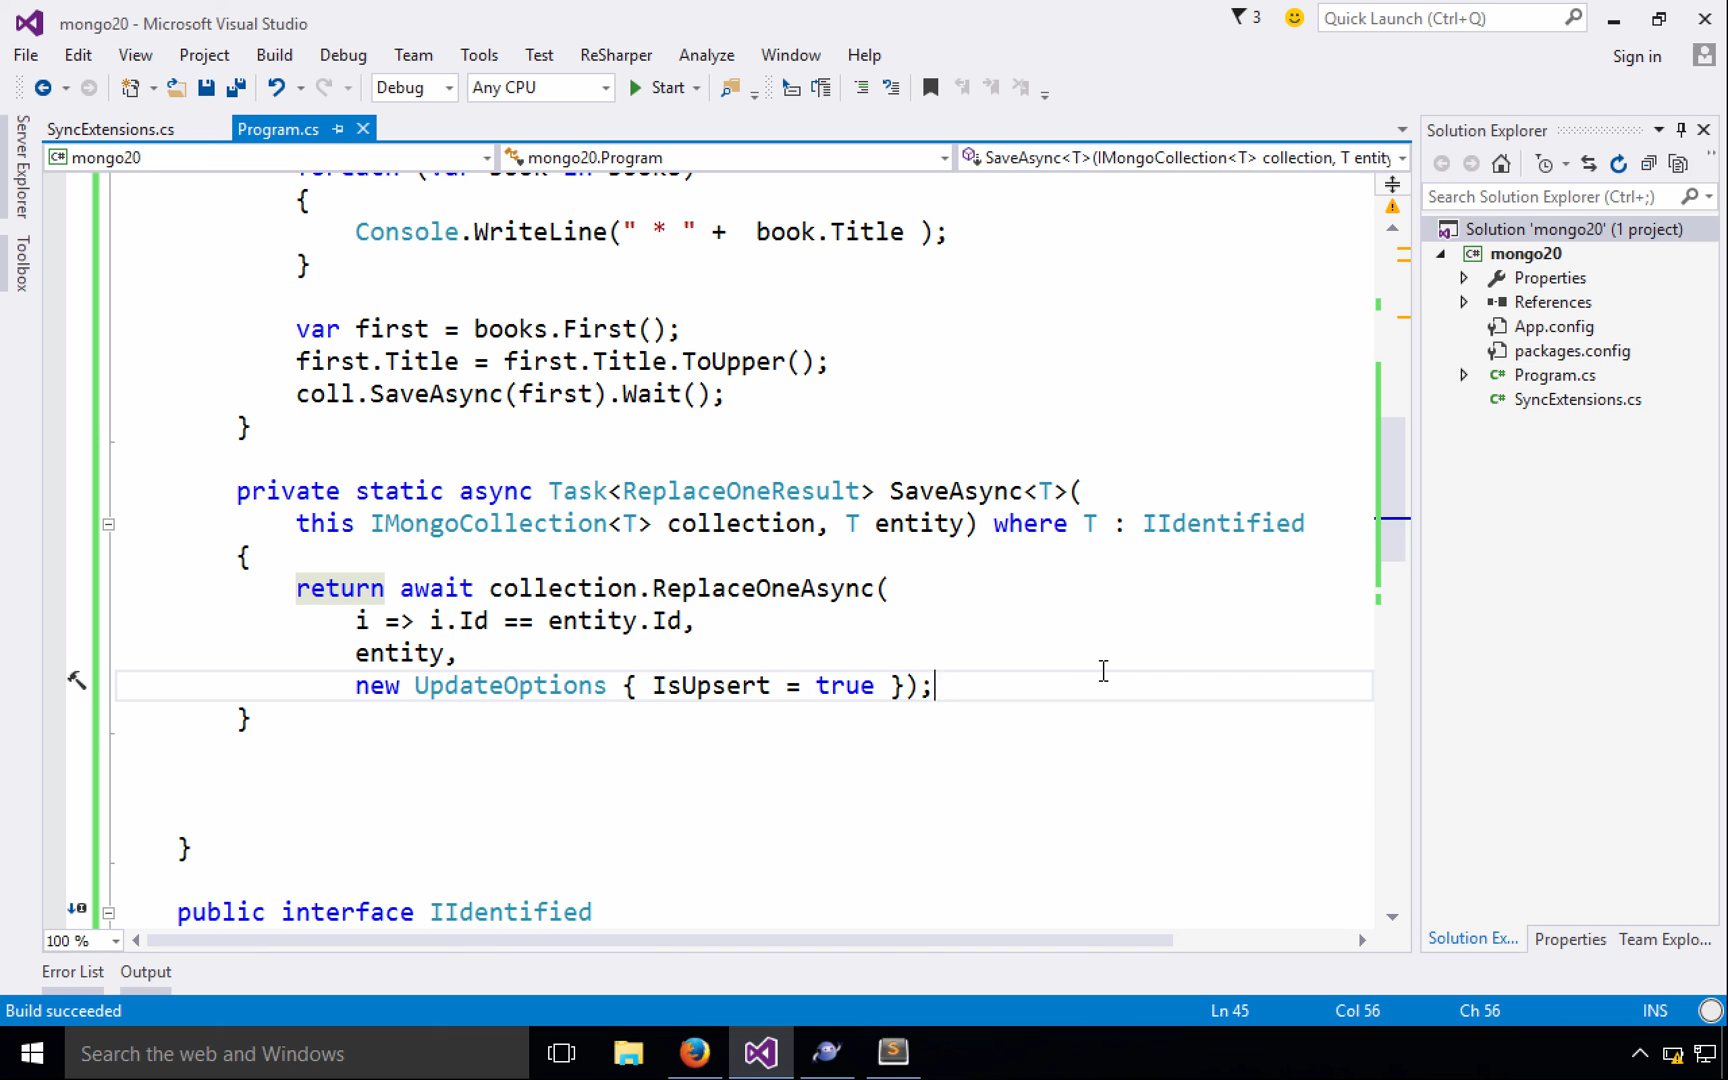 mongo20 - Microsoft Visual Studio
3
Quick Launch (Ctrl+Q)
File Edit View Project Build Debug Team Tools Test ReSharper Analyze Window Help
Sign in
Debug Any CPU Start
Server Explorer
Toolbox
SyncExtensions.cs Program.cs
mongo20 mongo20.Program SaveAsync<T>(IMongoCollection<T> collection, T entity
foreach (var book in books)
{
Console.WriteLine(" * " + book.Title );
}
var first = books.First();
first.Title = first.Title.ToUpper();
coll.SaveAsync(first).Wait();
}
private static async Task<ReplaceOneResult> SaveAsync<T>(
this IMongoCollection<T> collection, T entity) where T : IIdentified
{
return await collection.ReplaceOneAsync(
i => i.Id == entity.Id,
entity,
new UpdateOptions { IsUpsert = true });
}
}
public interface IIdentified
100 %
Solution Explorer
Search Solution Explorer (Ctrl+;)
Solution 'mongo20' (1 project)
C# mongo20
Properties
References
App.config
packages.config
C# Program.cs
C# SyncExtensions.cs
Solution Ex... Properties Team Explo...
Error List Output
Build succeeded Ln 45 Col 56 Ch 56 INS
Search the web and Windows